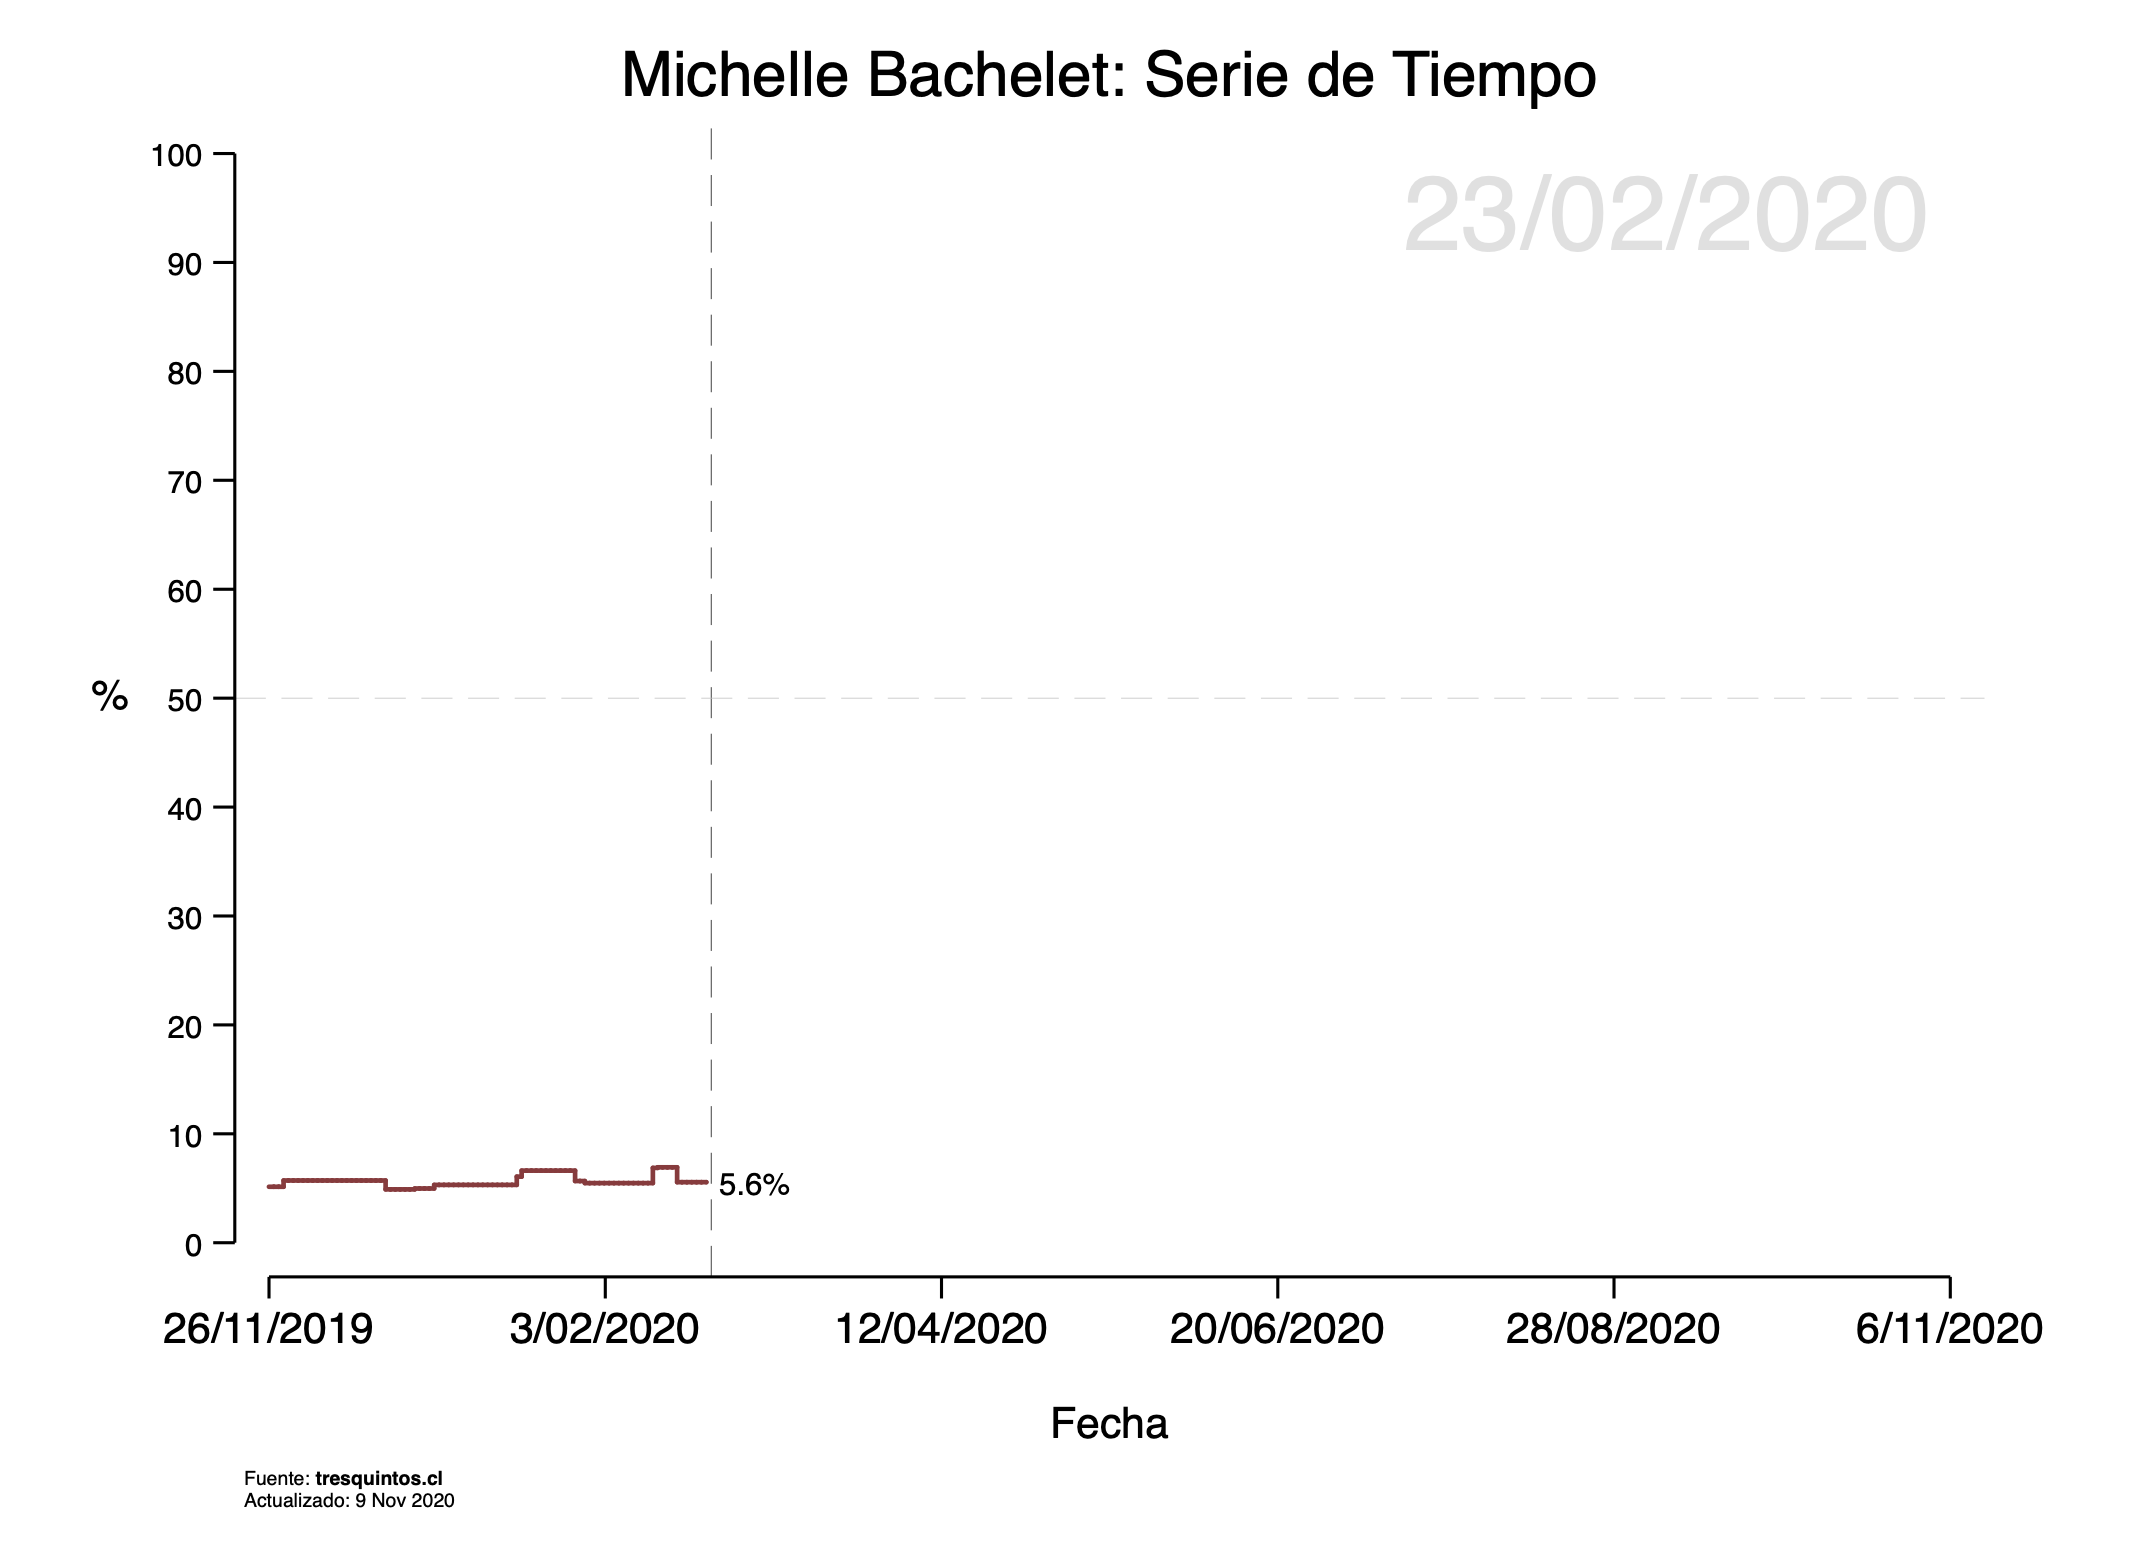 Michelle Bachelet: Serie de Tiempo
23/02/2020
100
90
80
70
60
50
40
30
20
10
0
%
5.6%
26/11/2019 3/02/2020 12/04/2020 20/06/2020 28/08/2020 6/11/2020
Fecha
Fuente: tresquintos.cl
Actualizado: 9 Nov 2020